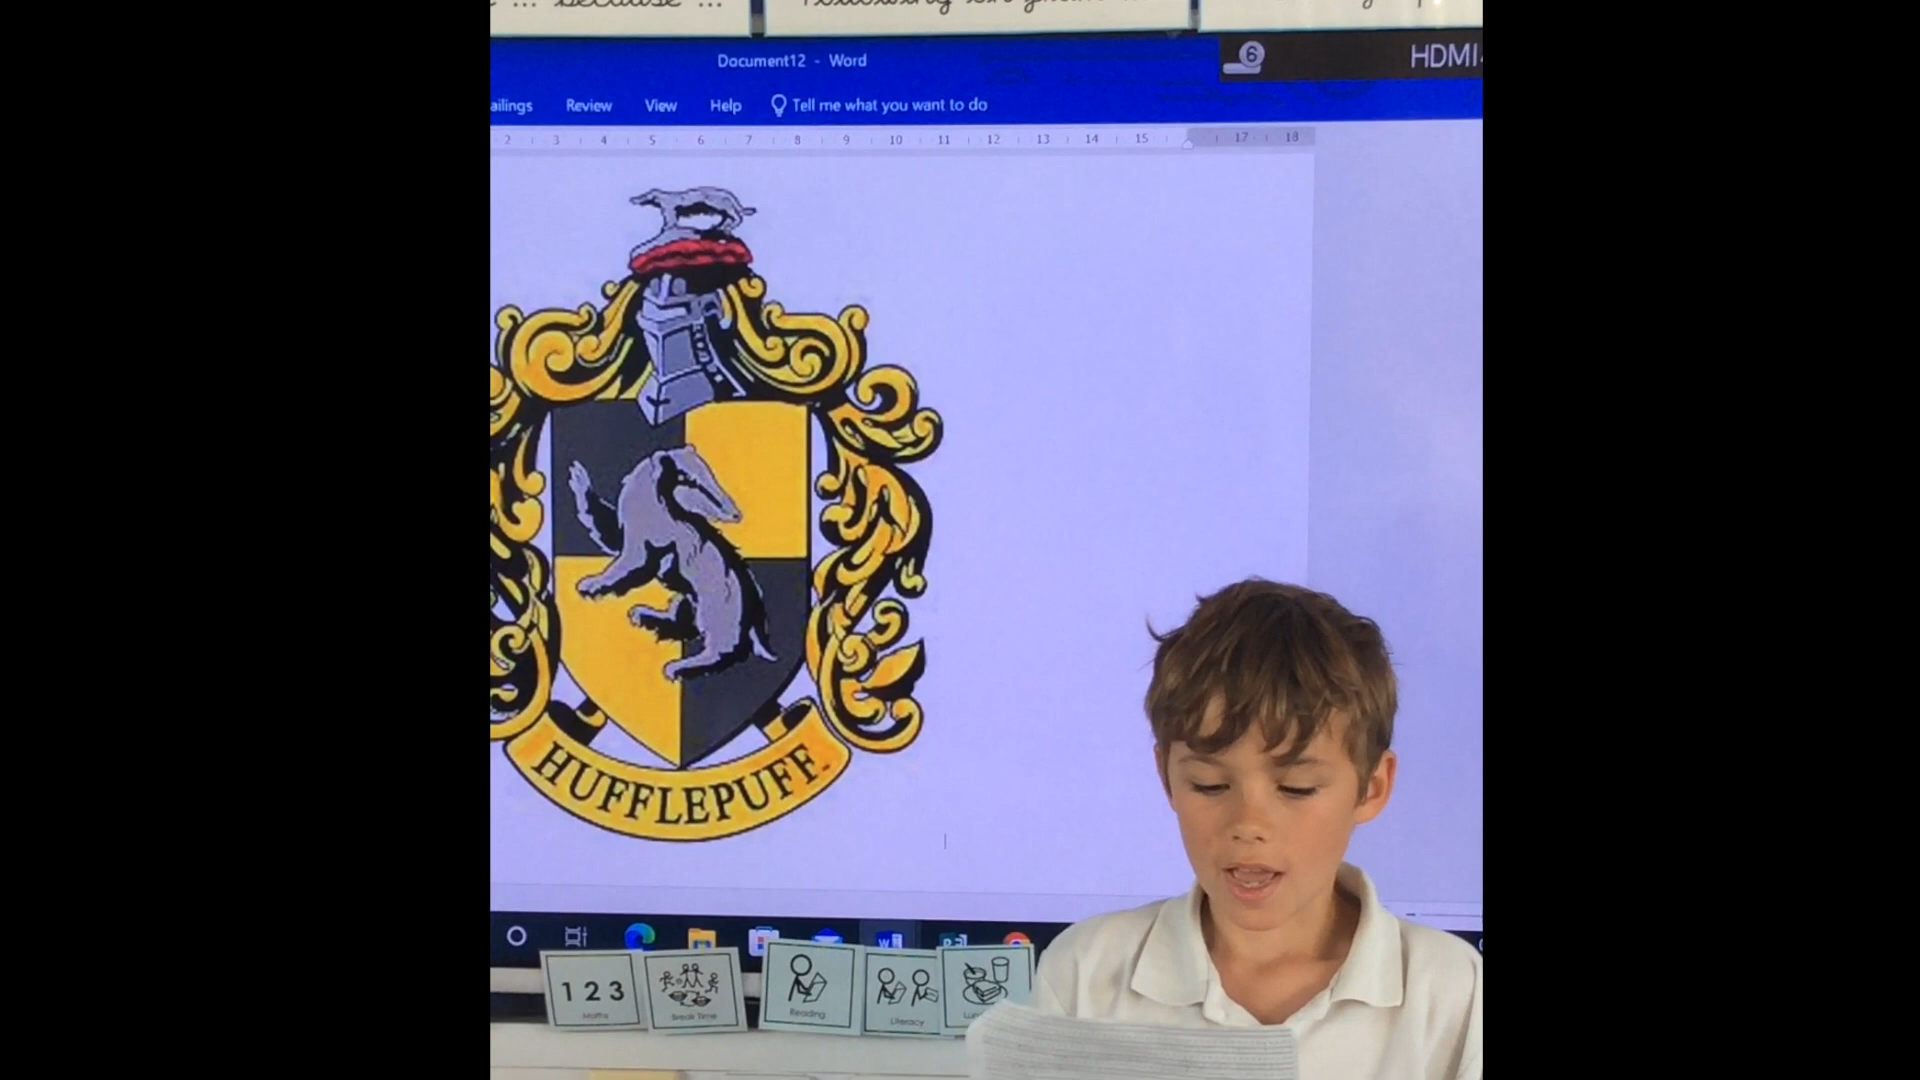 ... because ...
Document12 - Word
6
HDMI
ailings Review View Help Tell me what you want to do
2 3 4 5 6 7 8 9 10 11 12 13 14 15 17 18
HUFFLEPUFF
1 2 3
Maths
Break Time
Reading
Literacy